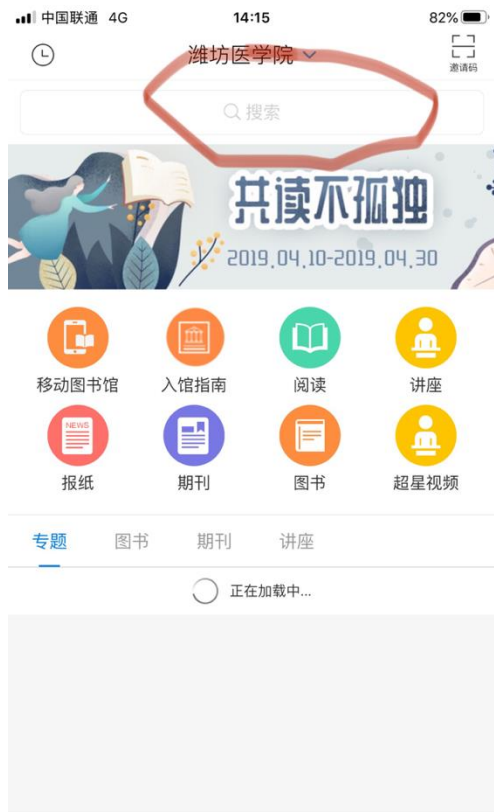 中国联通 4G 14:15 82%
潍坊医学院
邀请码
搜索
共读不孤独
2019.04.10-2019.04.30
移动图书馆 入馆指南 阅读 讲座
NEWS
报纸 期刊 图书 超星视频
专题 图书 期刊 讲座
正在加载中...